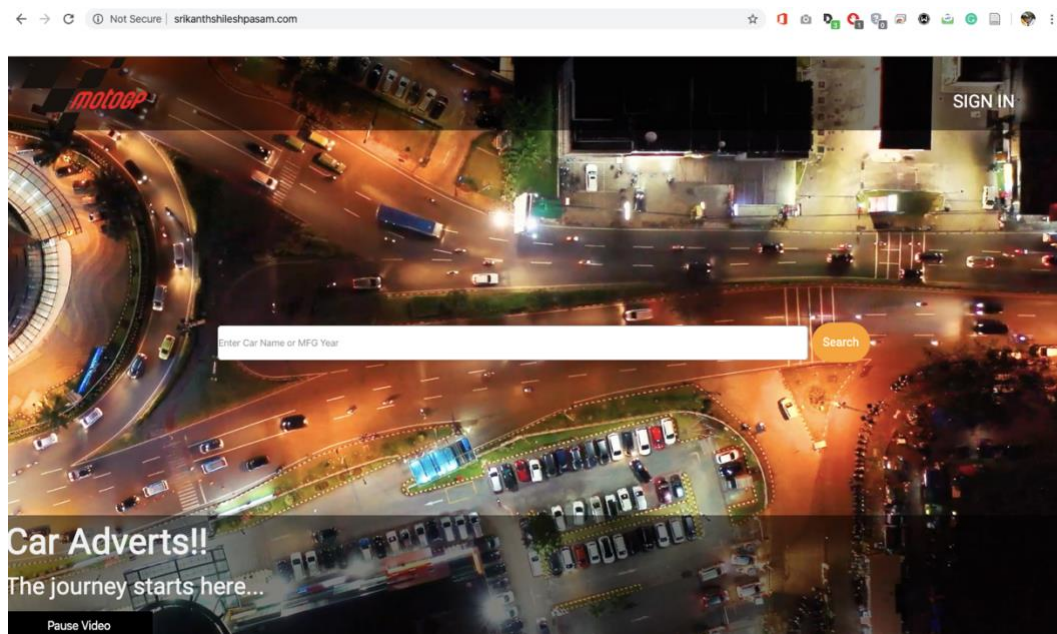 Not Secure | srikanthshileshpasam.com
motoGP
SIGN IN
Enter Car Name or MFG Year
Search
Car Adverts!!
The journey starts here...
Pause Video